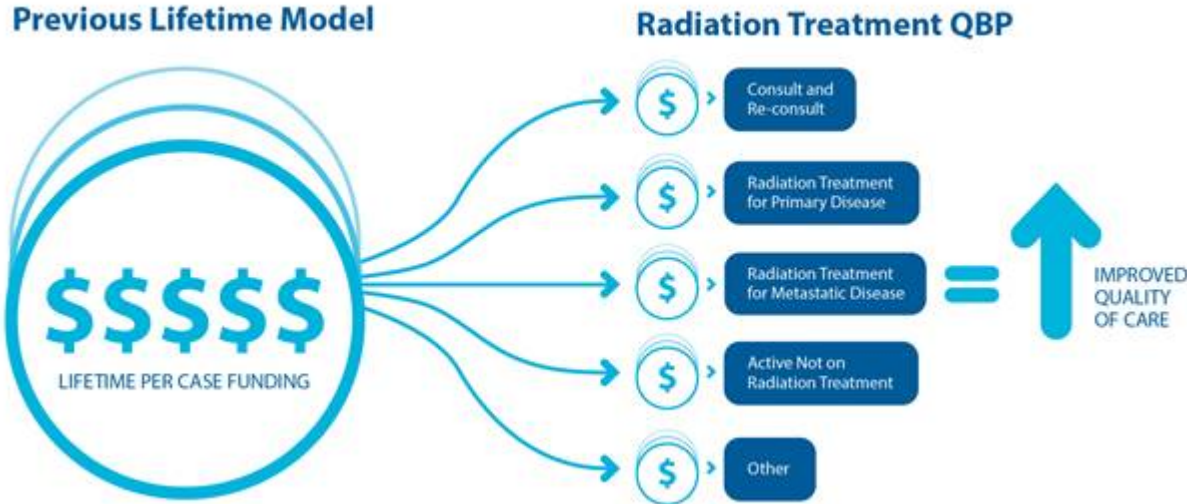 Previous Lifetime Model
$$$$$
LIFETIME PER CASE FUNDING
Radiation Treatment QBP
$ > Consult and
Re-consult
$ > Radiation Treatment
for Primary Disease
$ > Radiation Treatment
for Metastatic Disease
$ > Active Not on
Radiation Treatment
$ > Other
=
IMPROVED
QUALITY
OF CARE